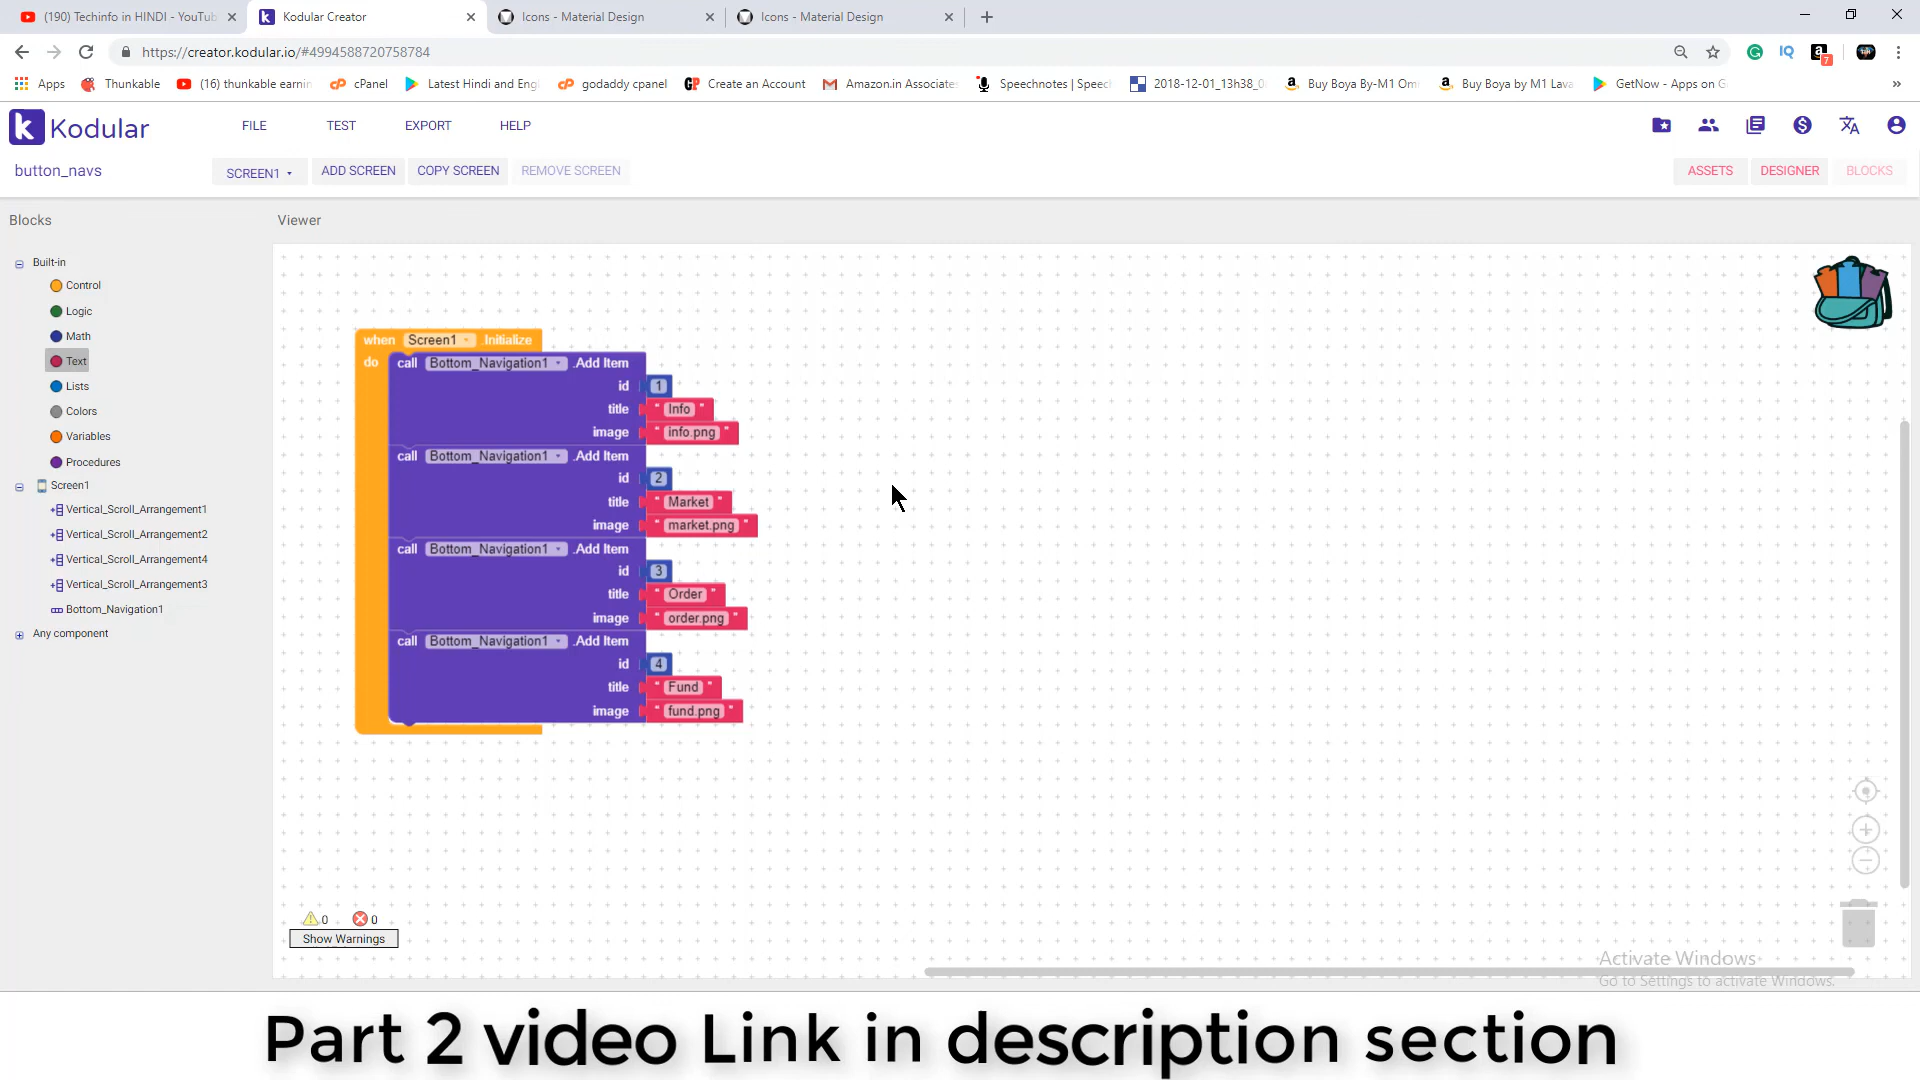 (190) Techinfo in HINDI - YouTub
Kodular Creator
Icons - Material Design
Icons - Material Design
https://creator.kodular.io/#4994588720758784
Apps
Thunkable
(16) thunkable earnin
cPanel
Latest Hindi and Engl
godaddy cpanel
Create an Account
Amazon.in Associate
Speechnotes | Speec
2018-12-01_13h38_0
Buy Boya By-M1 Om
Buy Boya by M1 Lava
GetNow - Apps on G
7
Kodular
FILE
TEST
EXPORT
HELP
button_navs
SCREEN1
ADD SCREEN
COPY SCREEN
REMOVE SCREEN
ASSETS
DESIGNER
BLOCKS
Blocks
Viewer
Built-in
Control
Logic
Math
Text
Lists
Colors
Variables
Procedures
Screen1
Vertical_Scroll_Arrangement1
Vertical_Scroll_Arrangement2
Vertical_Scroll_Arrangement4
Vertical_Scroll_Arrangement3
Bottom_Navigation1
Any component
when Screen1 .Initialize
do call Bottom_Navigation1 .Add Item
id 1
title " Info "
image " info.png "
call Bottom_Navigation1 .Add Item
id 2
title " Market "
image " market.png "
call Bottom_Navigation1 .Add Item
id 3
title " Order "
image " order.png "
call Bottom_Navigation1 .Add Item
id 4
title " Fund "
image " fund.png "
0 0
Show Warnings
Activate Windows
Go to Settings to activate Windows.
Part 2 video Link in description section